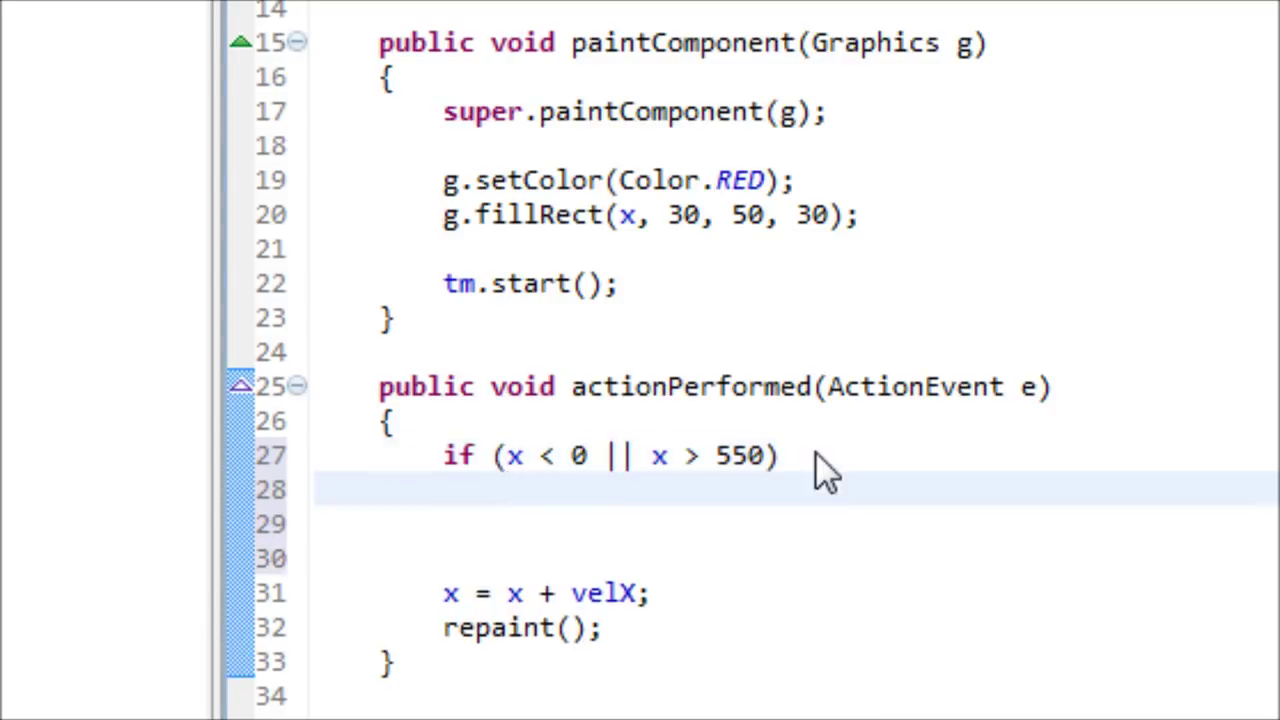 14
15 public void paintComponent(Graphics g)
16 {
17 super.paintComponent(g);
18
19 g.setColor(Color.RED);
20 g.fillRect(x, 30, 50, 30);
21
22 tm.start();
23 }
24
25 public void actionPerformed(ActionEvent e)
26 {
27 if (x < 0 || x > 550)
28
29
30
31 x = x + velX;
32 repaint();
33 }
34